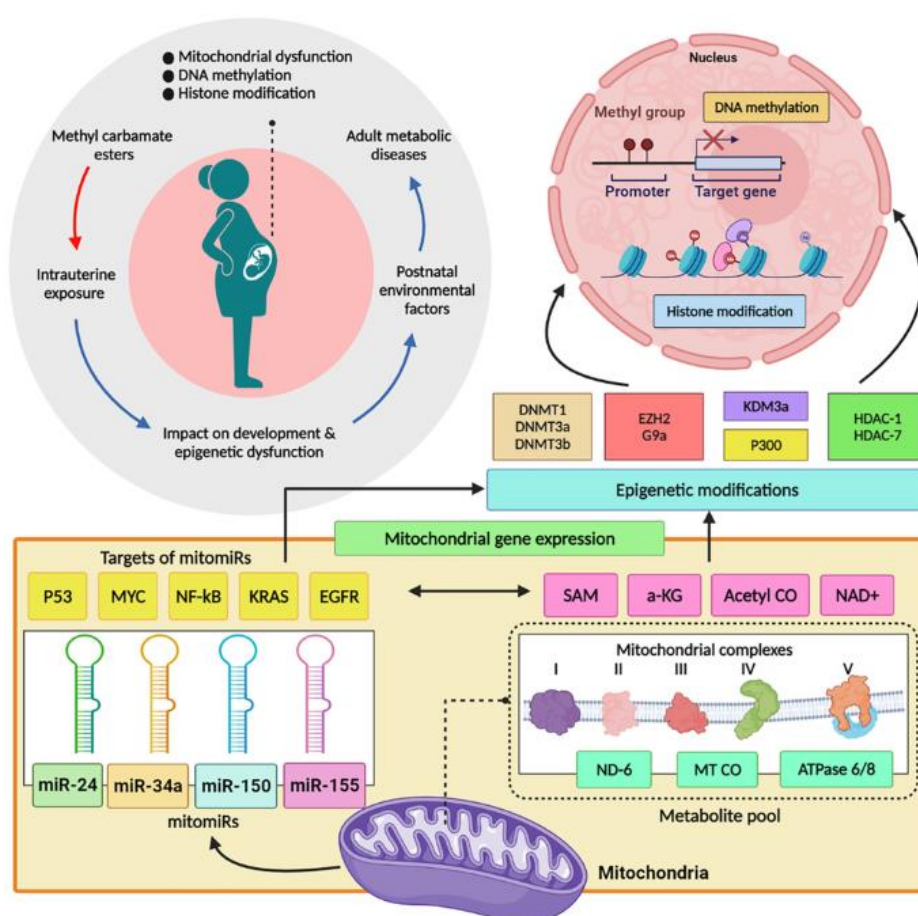 ● Mitochondrial dysfunction
● DNA methylation
● Histone modification
Methyl carbamate
esters
Adult metabolic
diseases
Intrauterine
exposure
Postnatal
environmental
factors
Impact on development &
epigenetic dysfunction
Nucleus
DNA methylation
Methyl group
Promoter
Target gene
Histone modification
DNMT1
DNMT3a
DNMT3b
EZH2
G9a
KDM3a
P300
HDAC-1
HDAC-7
Epigenetic modifications
Mitochondrial gene expression
Targets of mitomiRs
P53
MYC
NF-kB
KRAS
EGFR
SAM
a-KG
Acetyl CO
NAD+
Mitochondrial complexes
I
II
III
IV
V
ND-6
MT CO
ATPase 6/8
Metabolite pool
miR-24
miR-34a
miR-150
miR-155
mitomiRs
Mitochondria